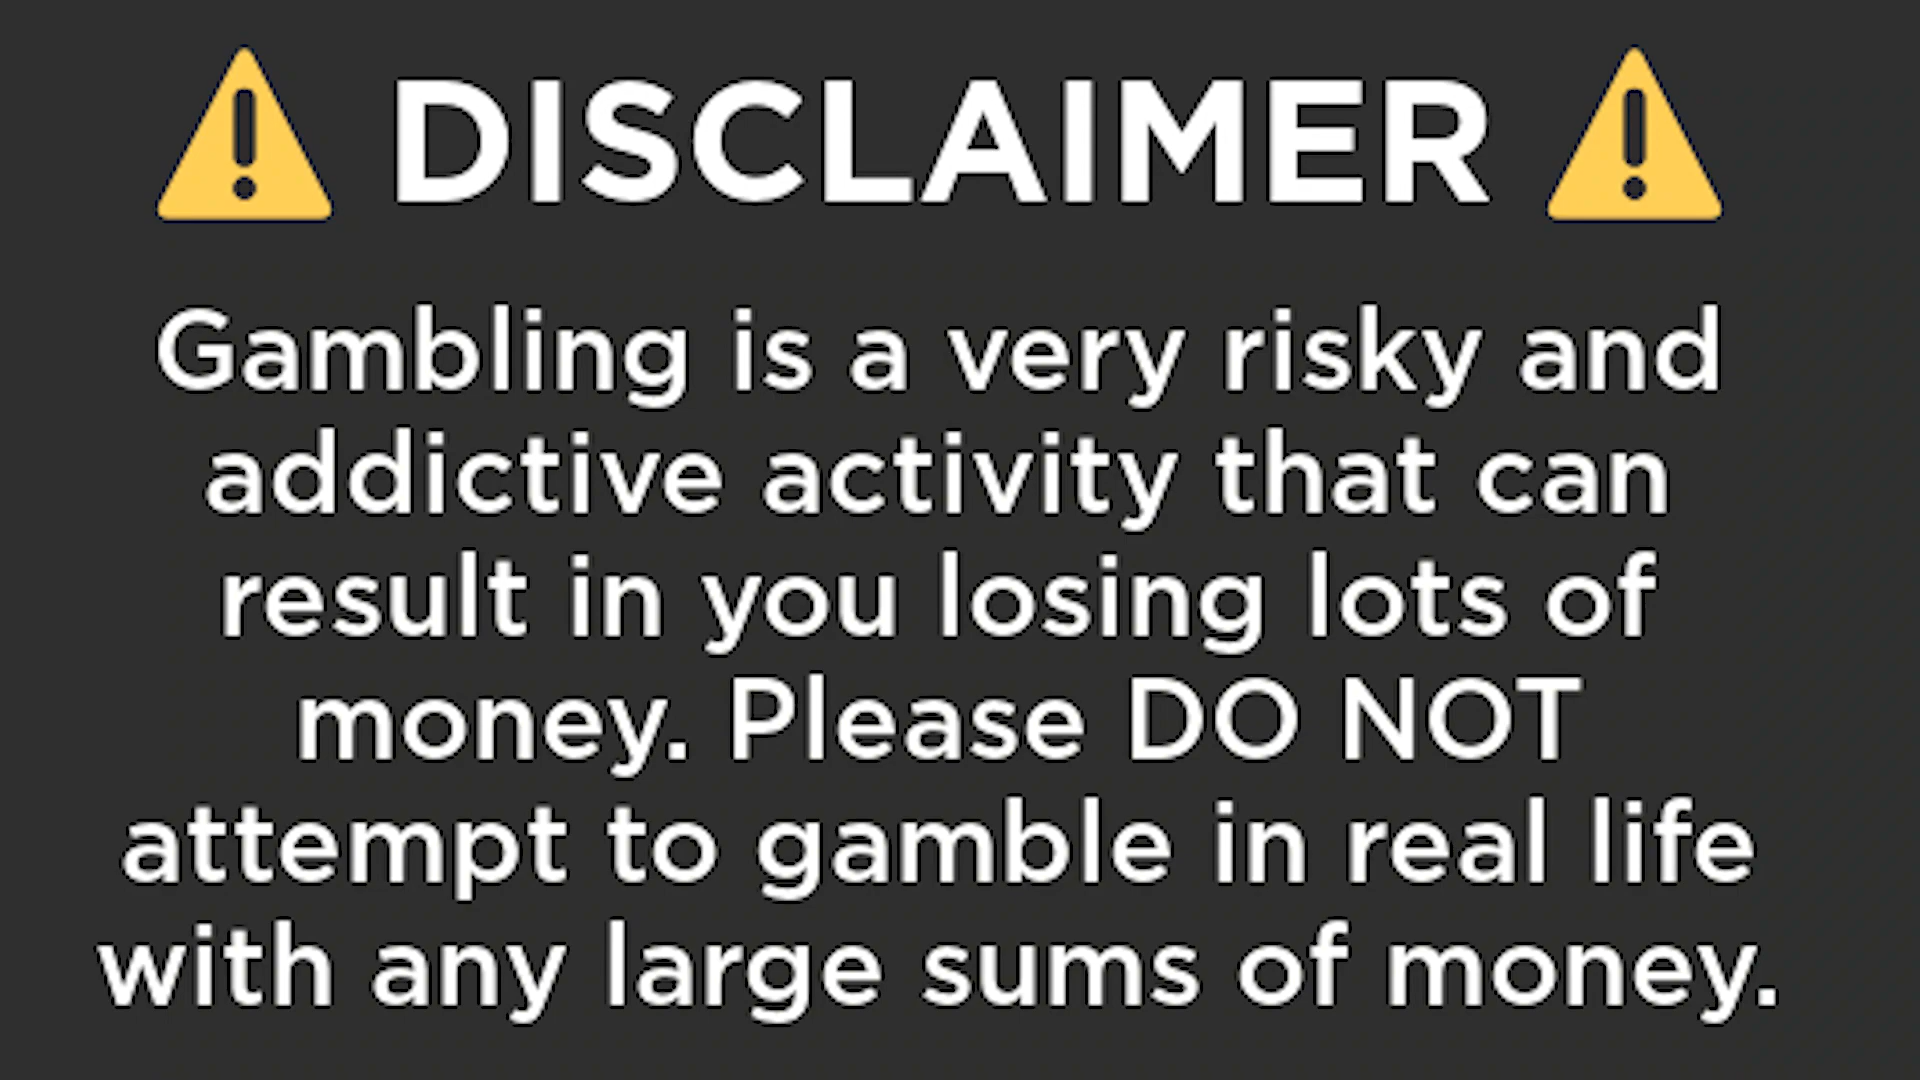 DISCLAIMER
Gambling is a very risky and
addictive activity that can
result in you losing lots of
money. Please DO NOT
attempt to gamble in real life
with any large sums of money.